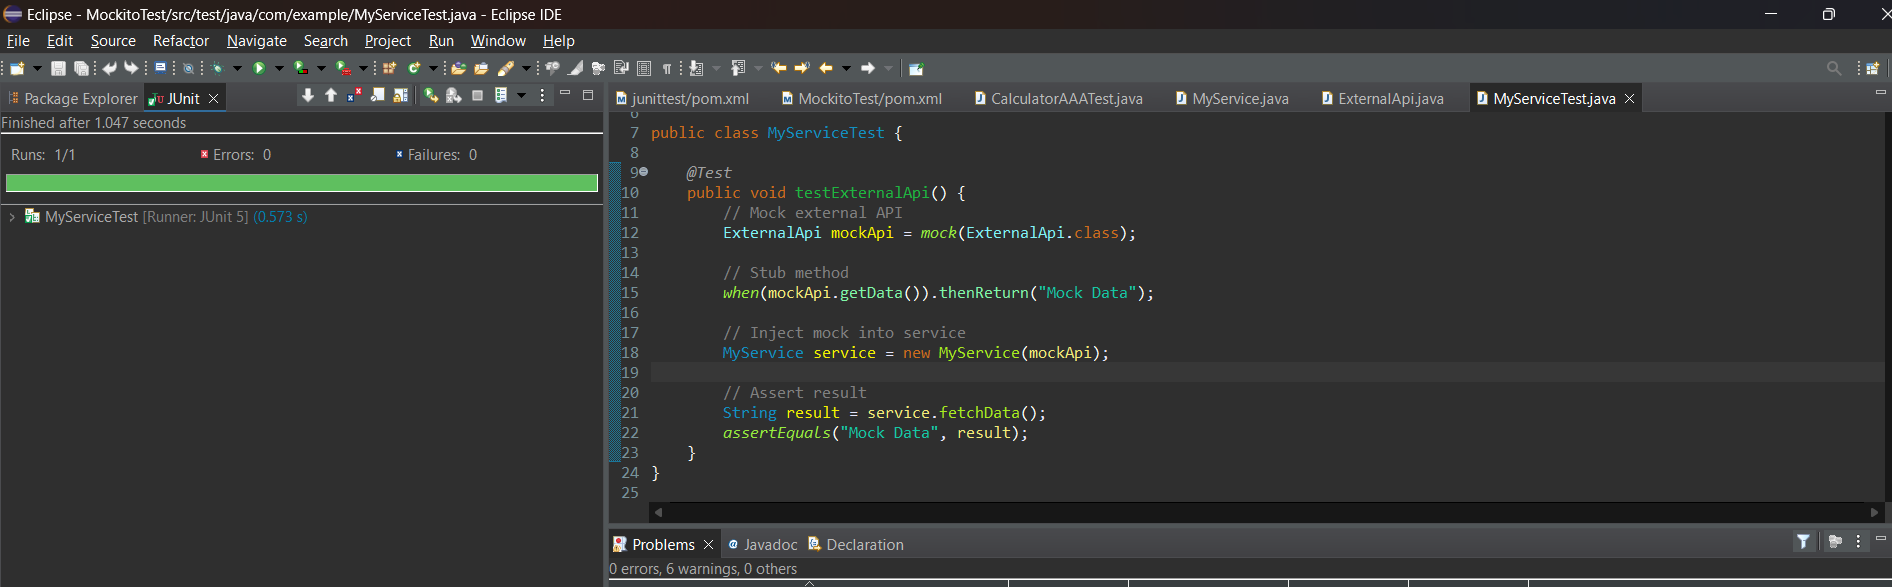 Eclipse - MockitoTest/src/test/java/com/example/MyServiceTest.java - Eclipse IDE
File Edit Source Refactor Navigate Search Project Run Window Help
Package Explorer JUnit
Finished after 1.047 seconds
Runs: 1/1 Errors: 0 Failures: 0
MyServiceTest [Runner: JUnit 5] (0.573 s)
junittest/pom.xml MockitoTest/pom.xml CalculatorAAATest.java MyService.java ExternalApi.java MyServiceTest.java
6
7 public class MyServiceTest {
8
9 @Test
10 public void testExternalApi() {
11 // Mock external API
12 ExternalApi mockApi = mock(ExternalApi.class);
13
14 // Stub method
15 when(mockApi.getData()).thenReturn("Mock Data");
16
17 // Inject mock into service
18 MyService service = new MyService(mockApi);
19
20 // Assert result
21 String result = service.fetchData();
22 assertEquals("Mock Data", result);
23 }
24 }
25
Problems Javadoc Declaration
0 errors, 6 warnings, 0 others